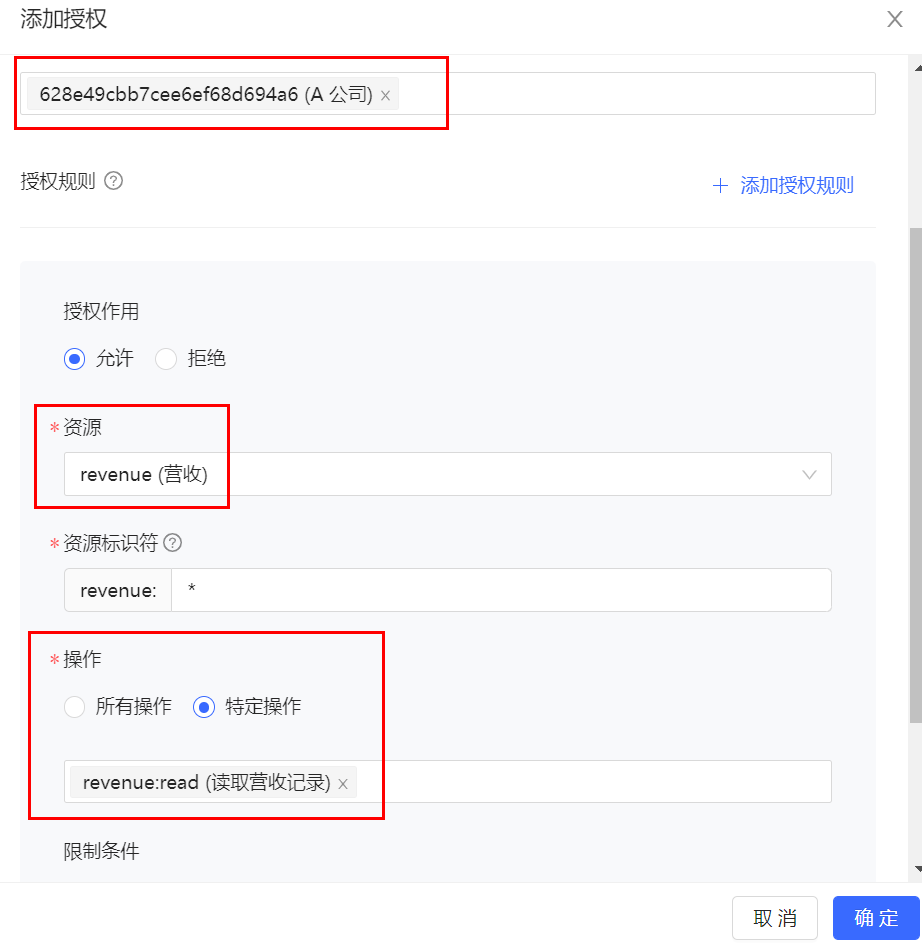 添加授权
628e49cbb7cee6ef68d694a6 (A 公司)
授权规则
添加授权规则
授权作用
允许 拒绝
*资源
revenue (营收)
*资源标识符
revenue: *
*操作
所有操作 特定操作
revenue:read (读取营收记录)
限制条件
取消 确定